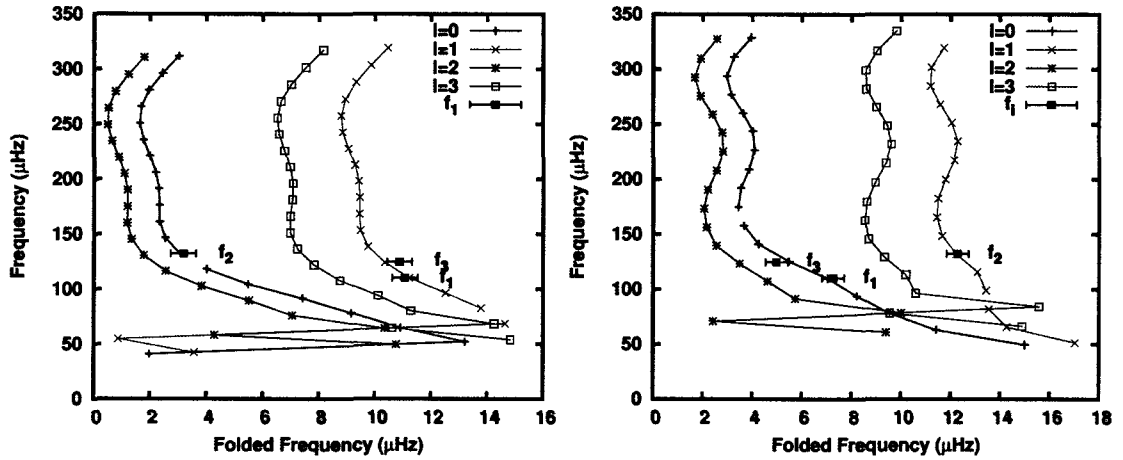 350
300
250
200
150
100
50
0
Frequency (μHz)
0 2 4 6 8 10 12 14 16
Folded Frequency (μHz)
l=0
l=1
l=2
l=3
f1
f2
f3
f1
350
300
250
200
150
100
50
0
Frequency (μHz)
0 2 4 6 8 10 12 14 16 18
Folded Frequency (μHz)
l=0
l=1
l=2
l=3
fi
f2
f3
f1